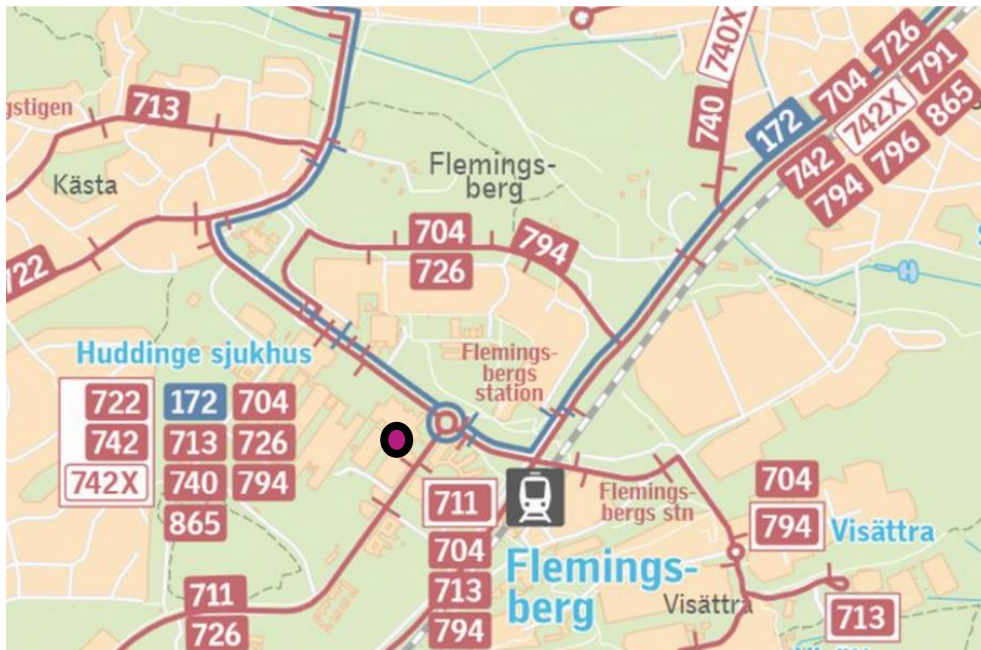 740X
726
704
791
742X
865
gstigen
713
740
172
796
742
794
Kästa
Flemings-
berg
704
794
726
722
Huddinge sjukhus
Flemings-
bergs
station
722 172 704
742 713 726
742X 740 794
865
711
704
713
794
Flemings-
bergs stn
704
794 Visättra
Flemings-
berg
Visättra
713
711
726